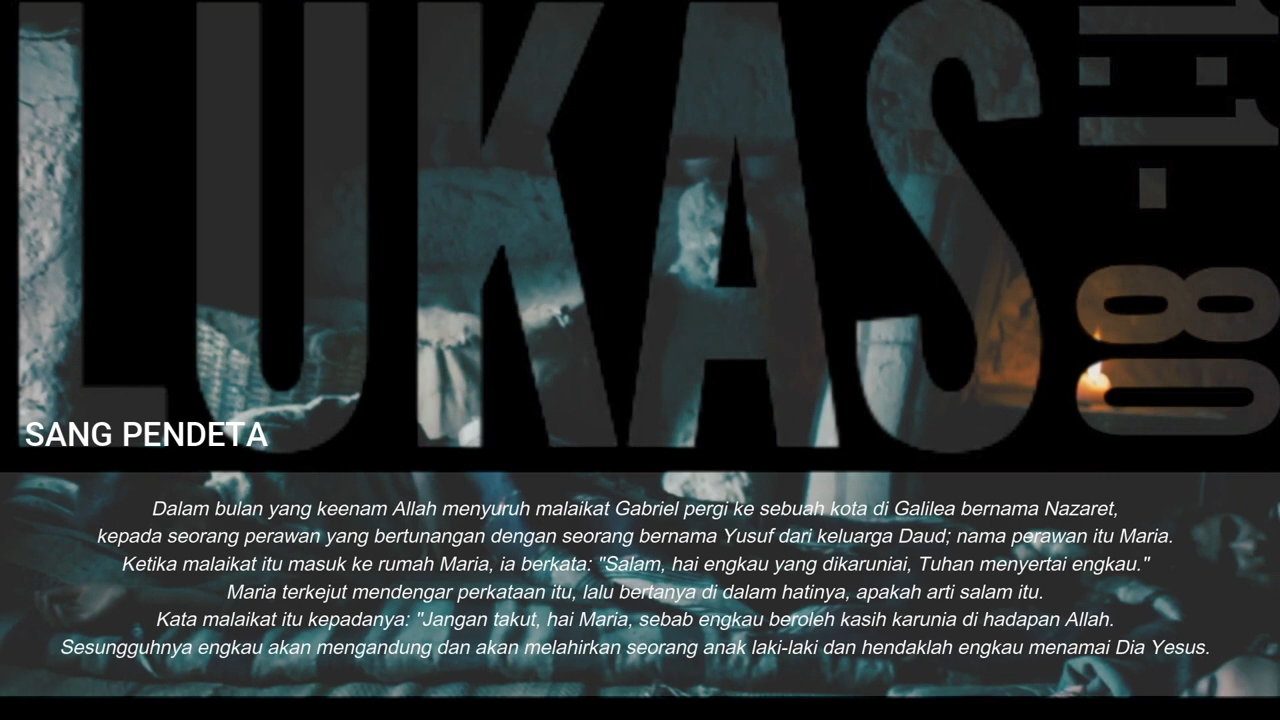 LUKAS
1:1 - 80
SANG PENDETA
Dalam bulan yang keenam Allah menyuruh malaikat Gabriel pergi ke sebuah kota di Galilea bernama Nazaret,
kepada seorang perawan yang bertunangan dengan seorang bernama Yusuf dari keluarga Daud; nama perawan itu Maria.
Ketika malaikat itu masuk ke rumah Maria, ia berkata: "Salam, hai engkau yang dikaruniai, Tuhan menyertai engkau."
Maria terkejut mendengar perkataan itu, lalu bertanya di dalam hatinya, apakah arti salam itu.
Kata malaikat itu kepadanya: "Jangan takut, hai Maria, sebab engkau beroleh kasih karunia di hadapan Allah.
Sesungguhnya engkau akan mengandung dan akan melahirkan seorang anak laki-laki dan hendaklah engkau menamai Dia Yesus.